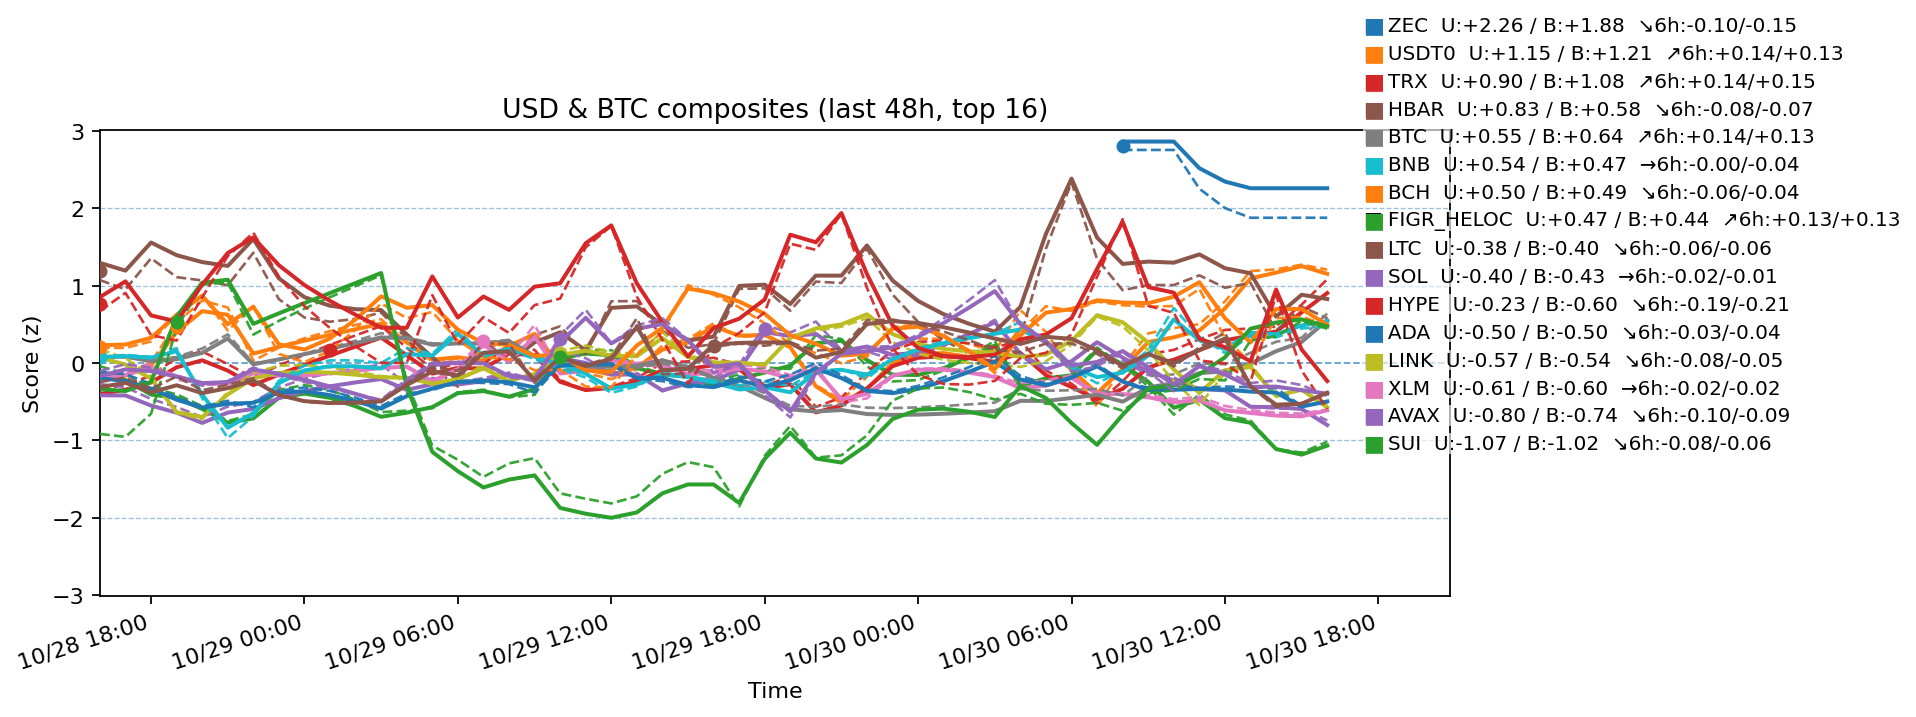 ZEC  U:+2.26 / B:+1.88  ↘6h:-0.10/-0.15
USDT0  U:+1.15 / B:+1.21  ↗6h:+0.14/+0.13
TRX  U:+0.90 / B:+1.08  ↗6h:+0.14/+0.15
HBAR  U:+0.83 / B:+0.58  ↘6h:-0.08/-0.07
BTC  U:+0.55 / B:+0.64  ↗6h:+0.14/+0.13
BNB  U:+0.54 / B:+0.47  →6h:-0.00/-0.04
BCH  U:+0.50 / B:+0.49  ↘6h:-0.06/-0.04
FIGR_HELOC  U:+0.47 / B:+0.44  ↗6h:+0.13/+0.13
LTC  U:-0.38 / B:-0.40  ↘6h:-0.06/-0.06
SOL  U:-0.40 / B:-0.43  →6h:-0.02/-0.01
HYPE  U:-0.23 / B:-0.60  ↘6h:-0.19/-0.21
ADA  U:-0.50 / B:-0.50  ↘6h:-0.03/-0.04
LINK  U:-0.57 / B:-0.54  ↘6h:-0.08/-0.05
XLM  U:-0.61 / B:-0.60  →6h:-0.02/-0.02
AVAX  U:-0.80 / B:-0.74  ↘6h:-0.10/-0.09
SUI  U:-1.07 / B:-1.02  ↘6h:-0.08/-0.06
USD & BTC composites (last 48h, top 16)
Score (z)
3
2
1
0
−1
−2
−3
10/28 18:00
10/29 00:00
10/29 06:00
10/29 12:00
10/29 18:00
10/30 00:00
10/30 06:00
10/30 12:00
10/30 18:00
Time